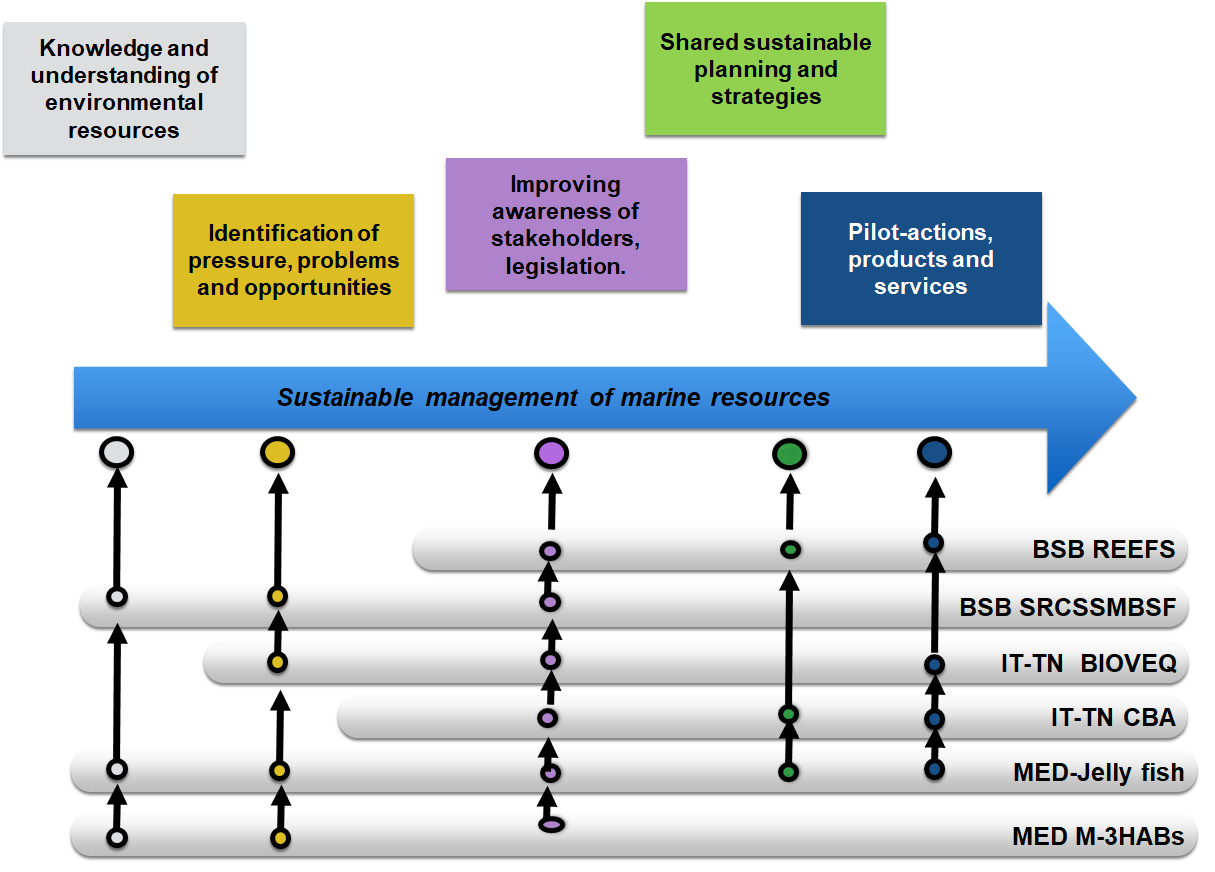 Knowledge and
understanding of
environmental
resources
Identification of
pressure, problems
and opportunities
Improving
awareness of
stakeholders,
legislation.
Shared sustainable
planning and
strategies
Pilot-actions,
products and
services
Sustainable management of marine resources
BSB REEFS
BSB SRCSSMBSF
IT-TN BIOVEQ
IT-TN CBA
MED-Jelly fish
MED M-3HABs